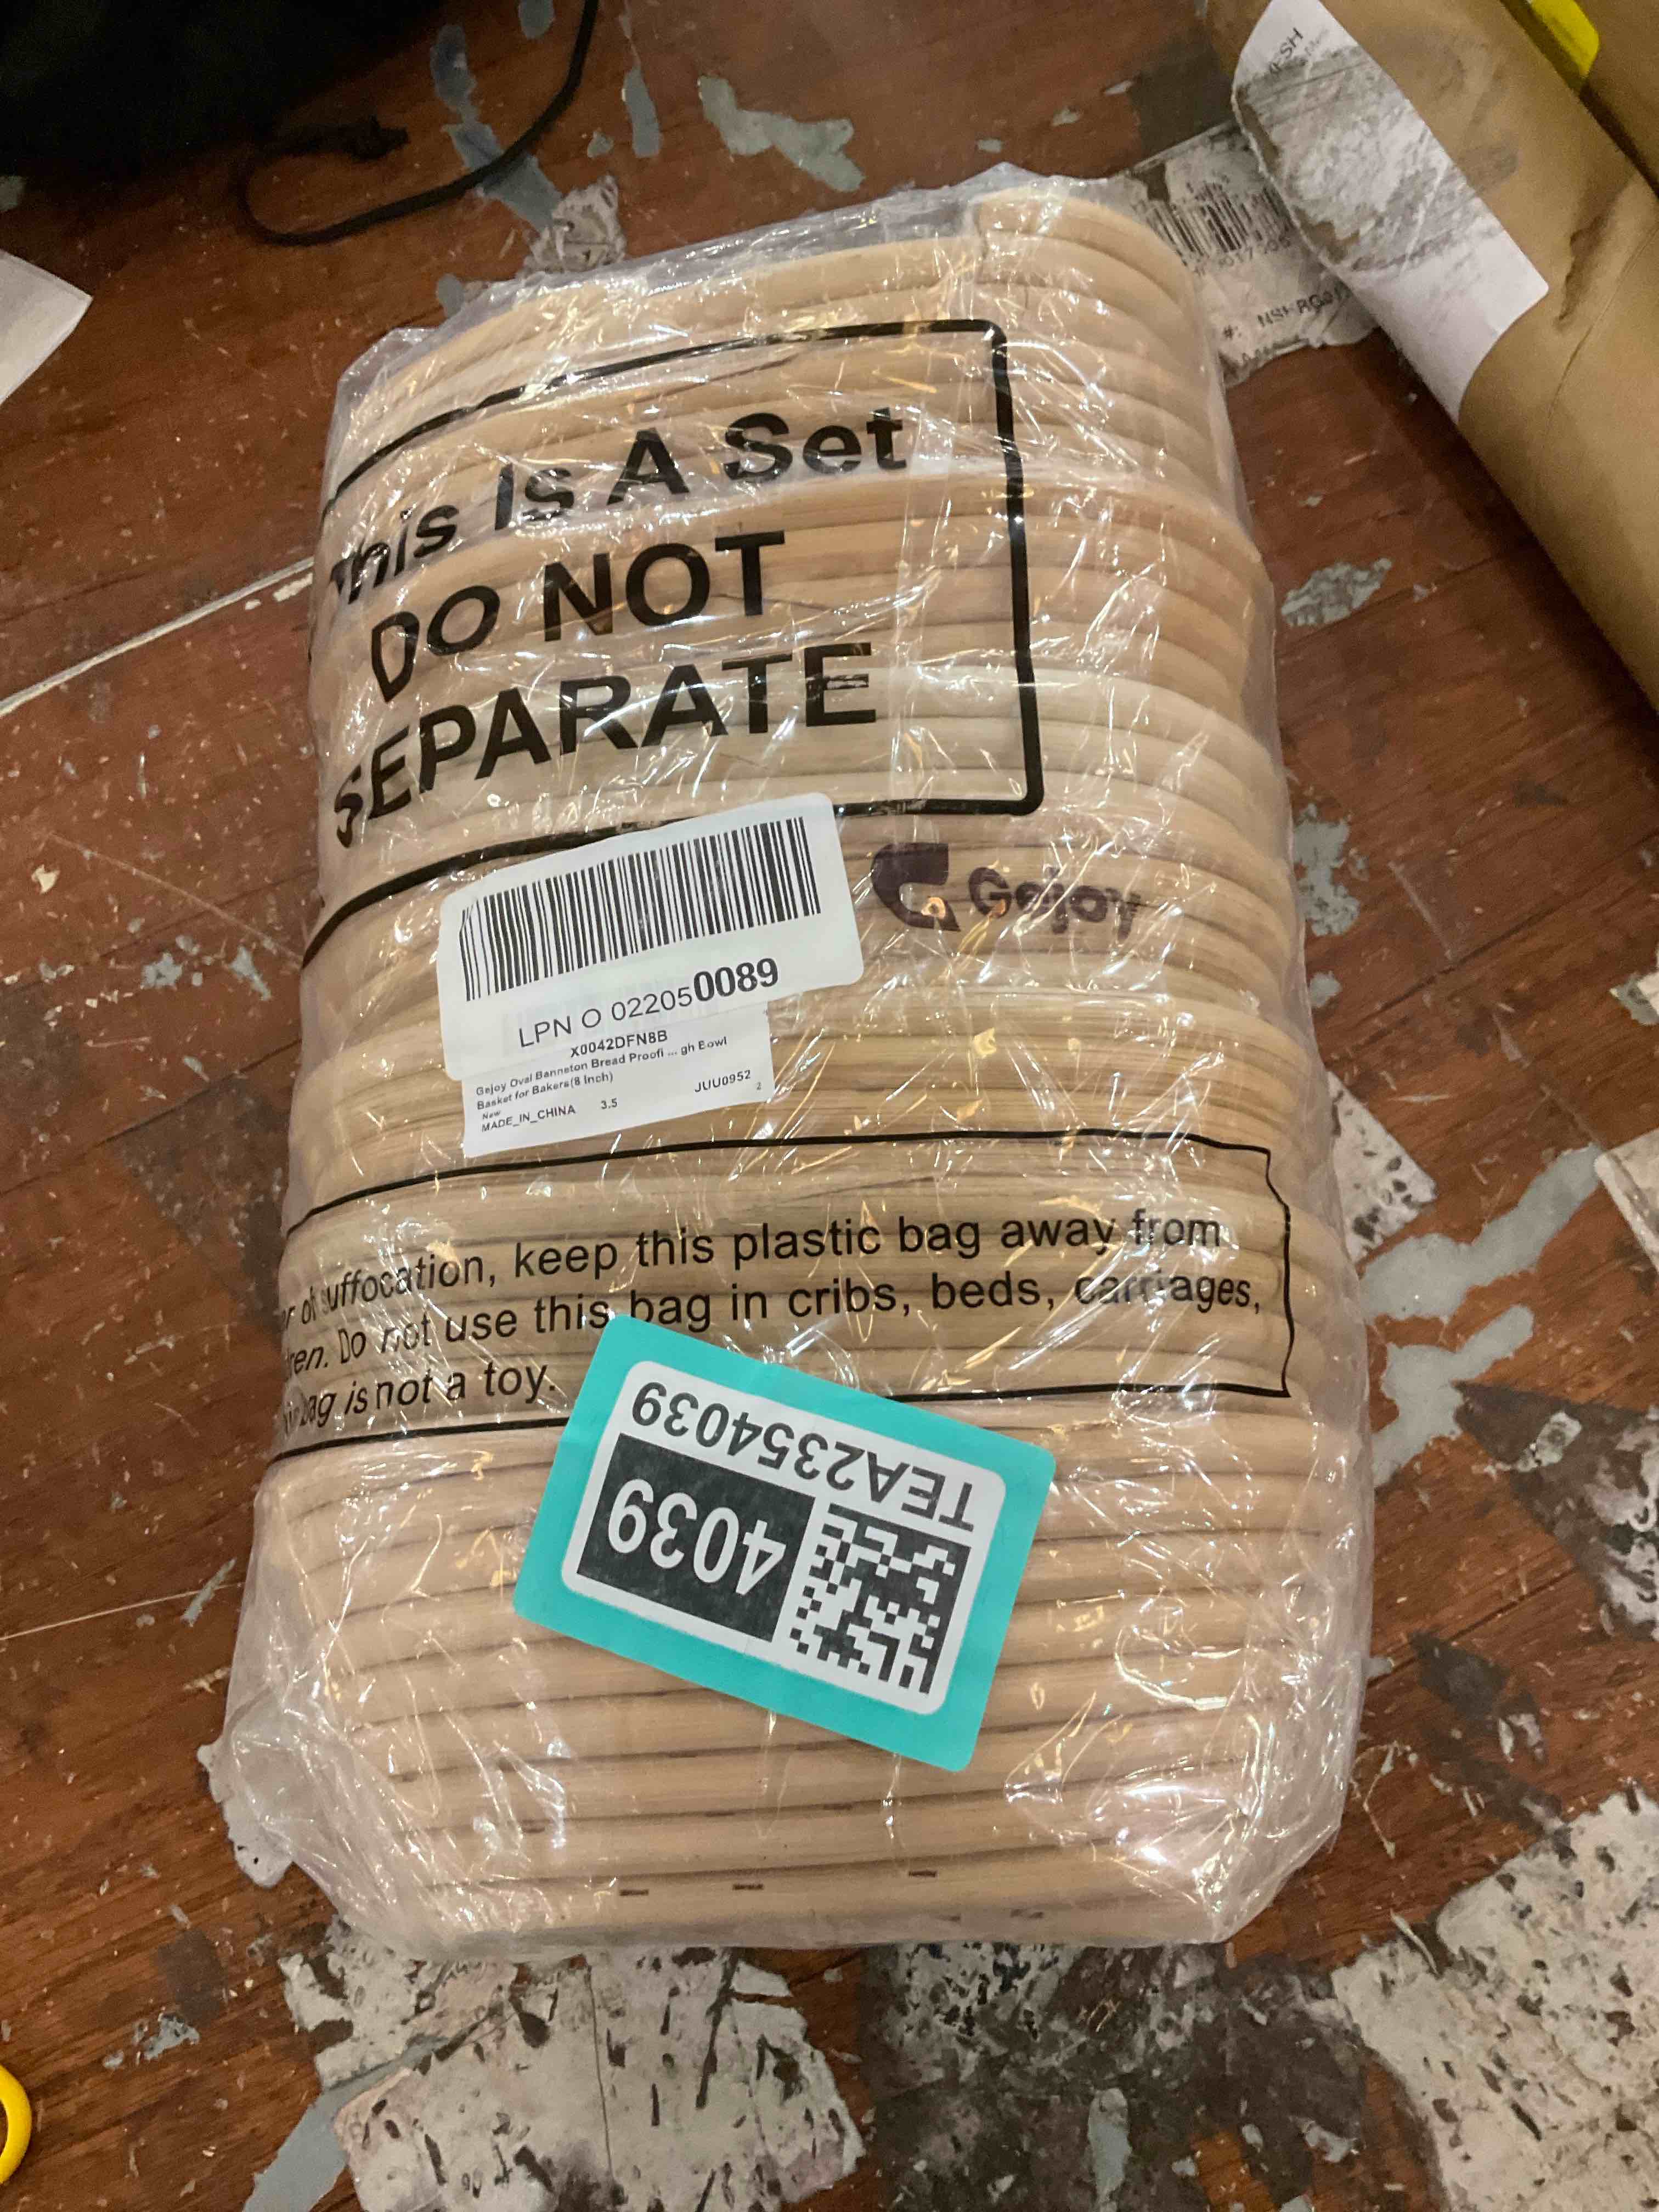 This Is A Set
DO NOT
SEPARATE
Gejoy
LPN O 022050089
X0042DFN8B
Gejoy Oval Banneton Bread Proofi ... gh Bowl
Basket for Bakers(8 Inch)
New
MADE_IN_CHINA 3.5 JUU0952
2
suffocation, keep this plastic bag away from
Do not use this bag in cribs, beds, carriages,
bag is not a toy.
TEA2354039
4039